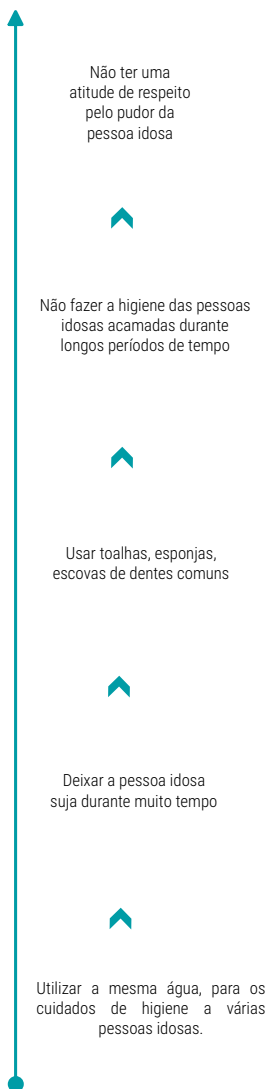 Não ter uma
atitude de respeito
pelo pudor da
pessoa idosa
Não fazer a higiene das pessoas
idosas acamadas durante
longos períodos de tempo
Usar toalhas, esponjas,
escovas de dentes comuns
Deixar a pessoa idosa
suja durante muito tempo
Utilizar a mesma água, para os
cuidados de higiene a várias
pessoas idosas.